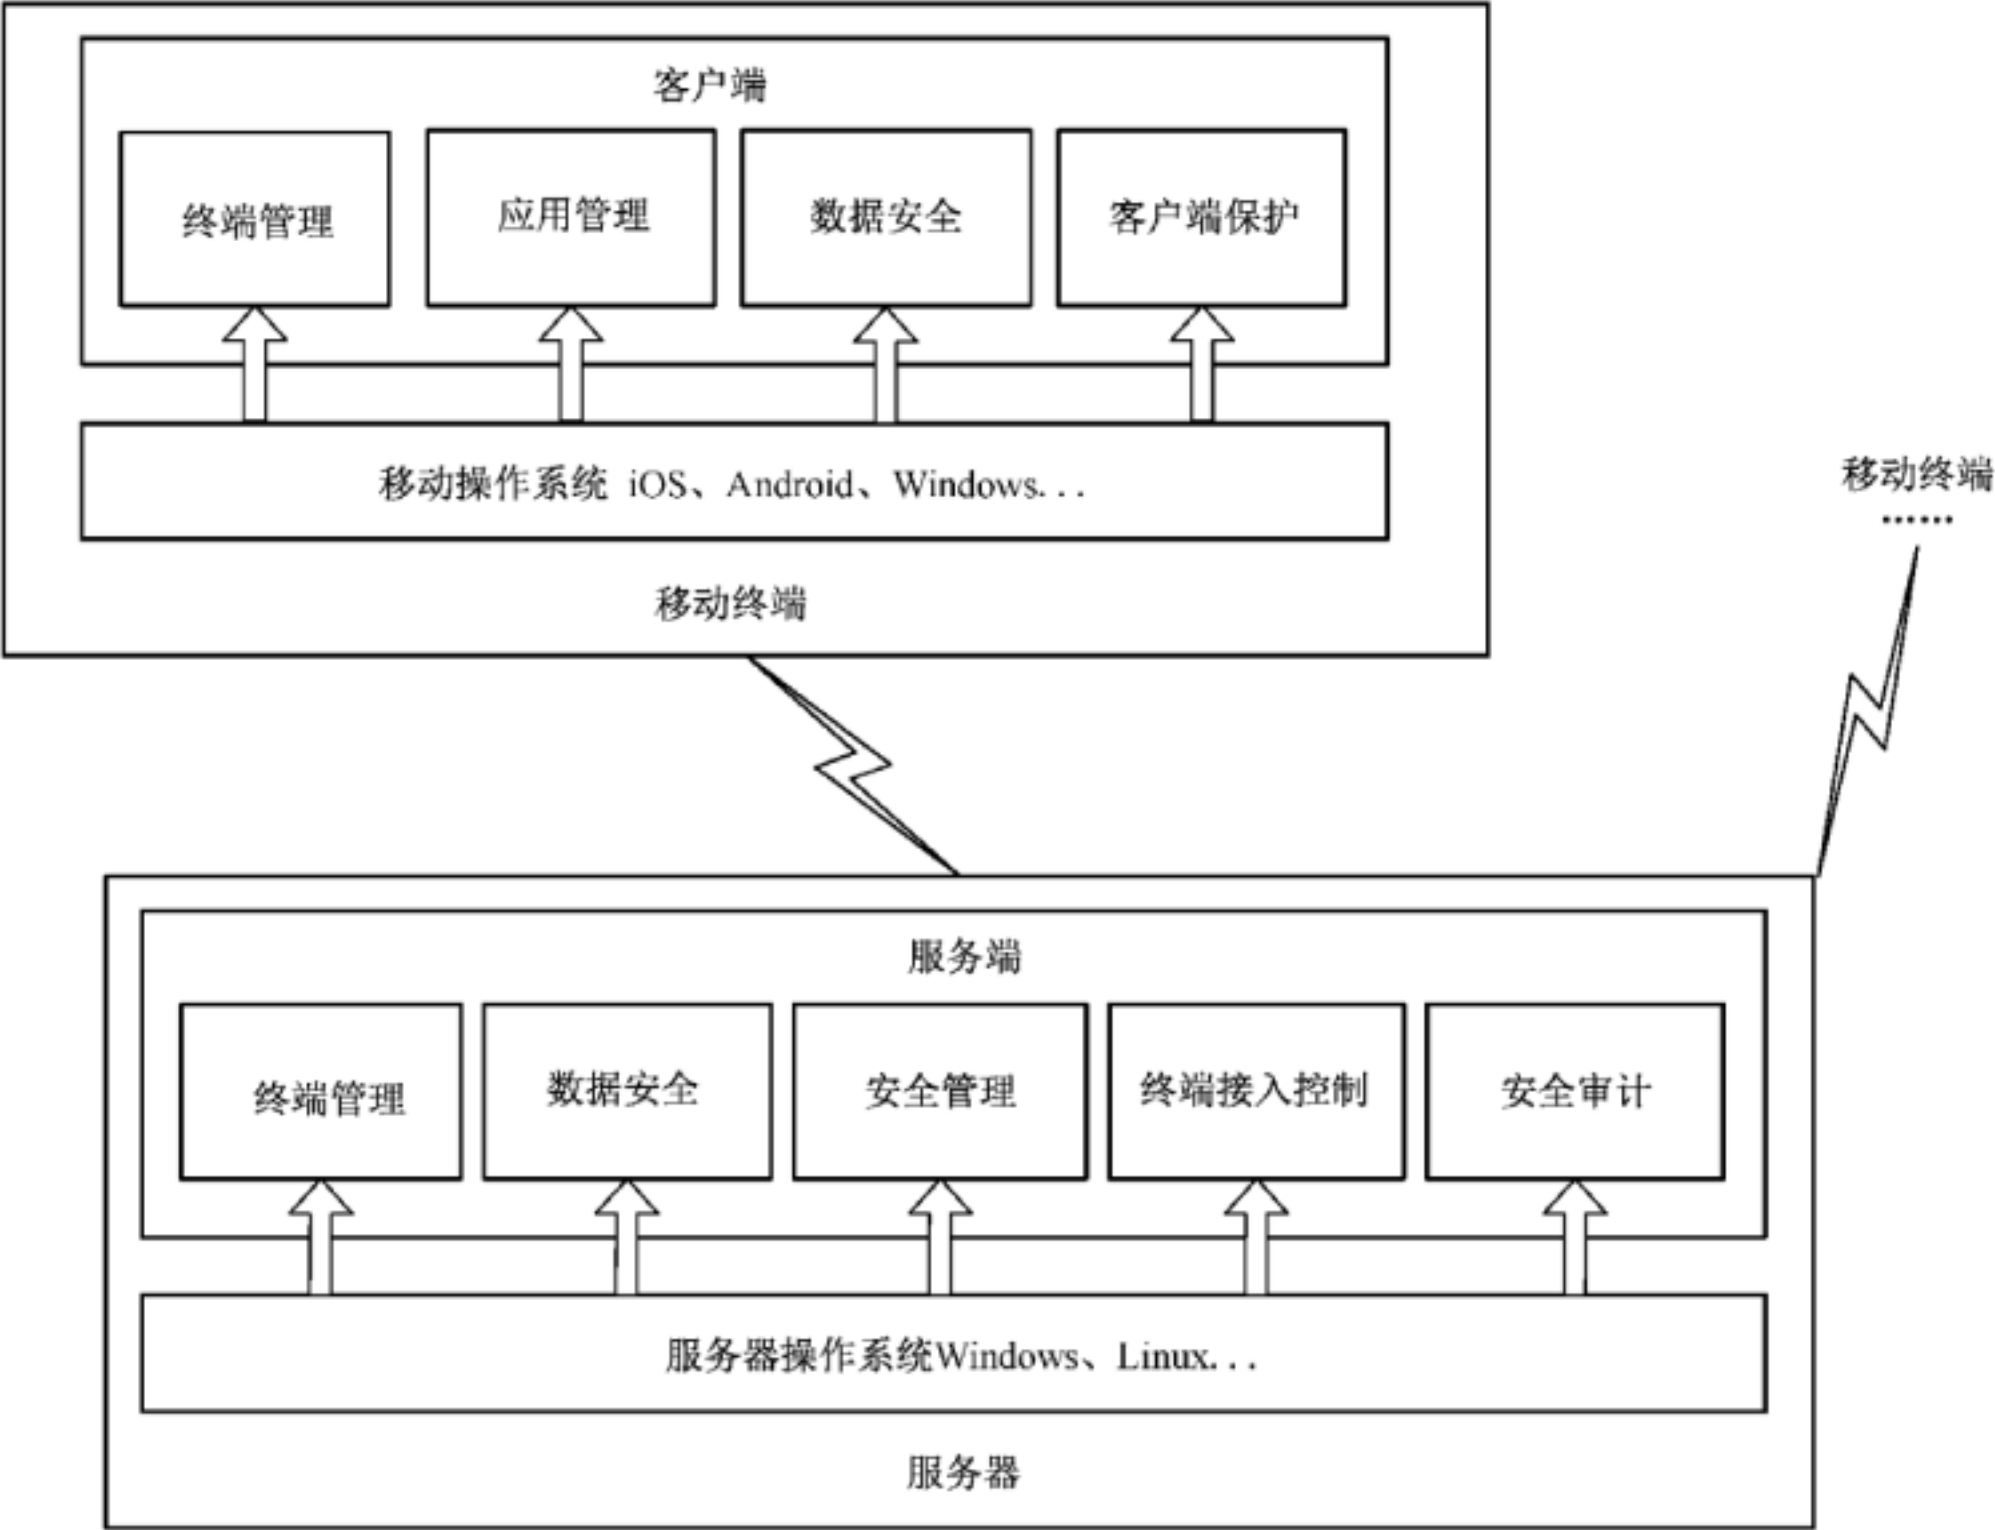 客户端
终端管理
应用管理
数据安全
客户端保护
移动操作系统 iOS、Android、Windows...
移动终端
移动终端
......
服务端
终端管理
数据安全
安全管理
终端接入控制
安全审计
服务器操作系统Windows、Linux...
服务器